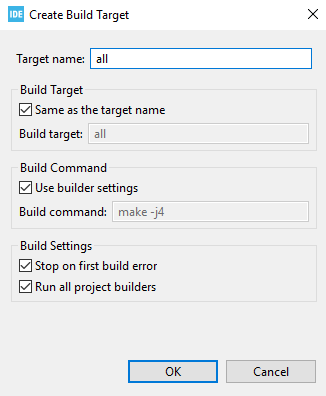 IDE Create Build Target
Target name: all
Build Target
Same as the target name
Build target: all
Build Command
Use builder settings
Build command: make -j4
Build Settings
Stop on first build error
Run all project builders
OK Cancel